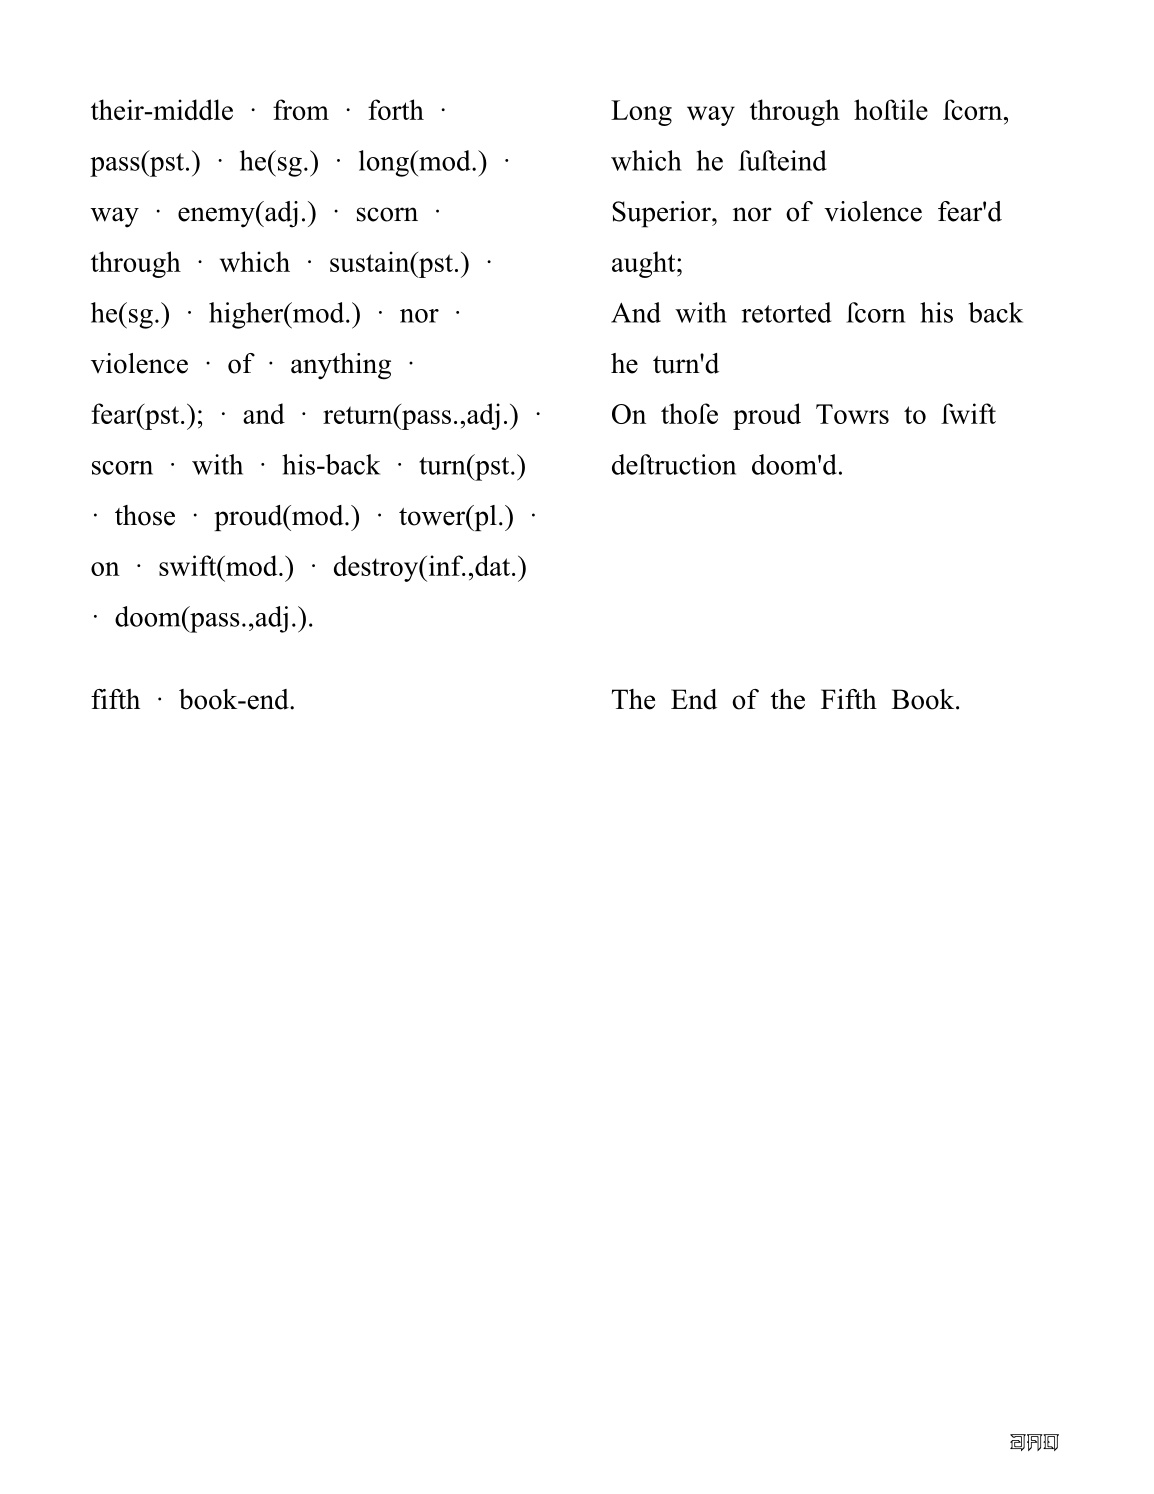 their-middle · from · forth ·
pass(pst.) · he(sg.) · long(mod.) ·
way · enemy(adj.) · scorn ·
through · which · sustain(pst.) ·
he(sg.) · higher(mod.) · nor ·
violence · of · anything ·
fear(pst.); · and · return(pass.,adj.) ·
scorn · with · his-back · turn(pst.)
· those · proud(mod.) · tower(pl.) ·
on · swift(mod.) · destroy(inf.,dat.)
· doom(pass.,adj.).
fifth · book-end.
Long way through hoſtile ſcorn,
which he ſuſteind
Superior, nor of violence fear'd
aught;
And with retorted ſcorn his back
he turn'd
On thoſe proud Towrs to ſwift
deſtruction doom'd.
The End of the Fifth Book.